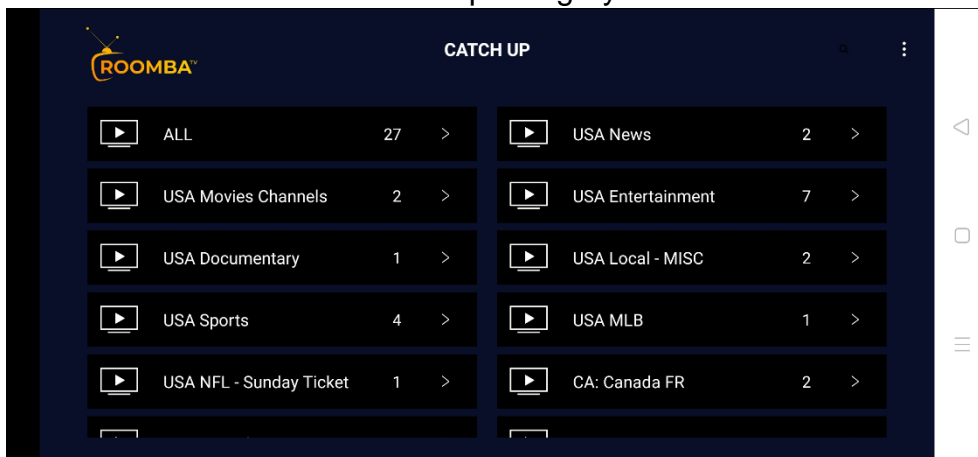 ROOMBA TV
CATCH UP
ALL 27 >
USA News 2 >
USA Movies Channels 2 >
USA Entertainment 7 >
USA Documentary 1 >
USA Local - MISC 2 >
USA Sports 4 >
USA MLB 1 >
USA NFL - Sunday Ticket 1 >
CA: Canada FR 2 >